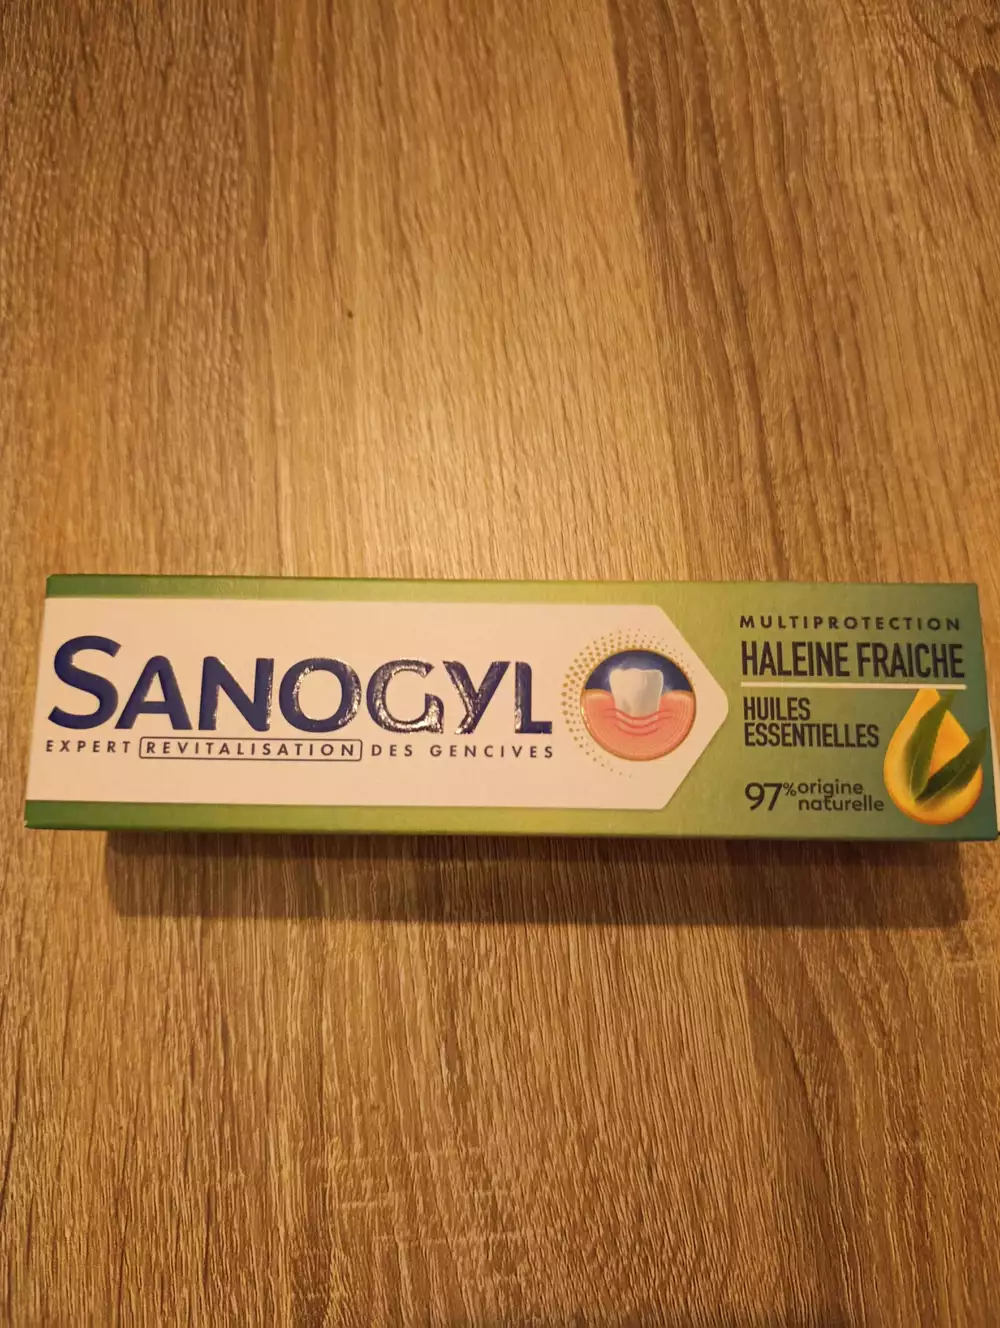 SANOGYL
EXPERT REVITALISATION DES GENCIVES
MULTIPROTECTION
HALEINE FRAICHE
HUILES
ESSENTIELLES
97% origine
naturelle